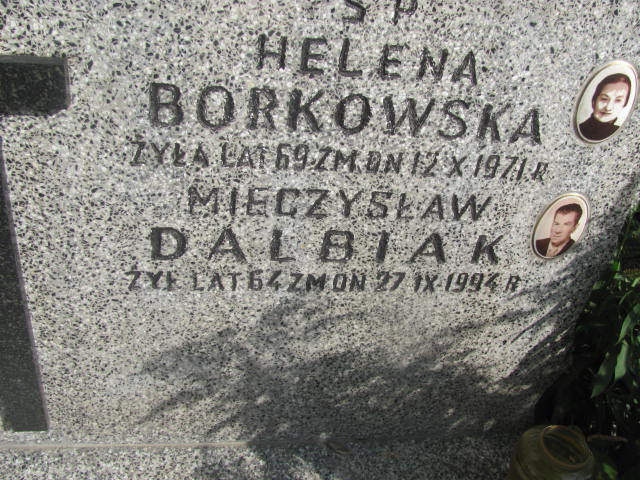 ŚP
HELENA
BORKOWSKA
ŻYŁA LAT 69 ZM. DN 12 X 1971 R
MIECZYSŁAW
DALBIAK
ŻYŁ LAT 64 ZM DN 27 IX 1994 R